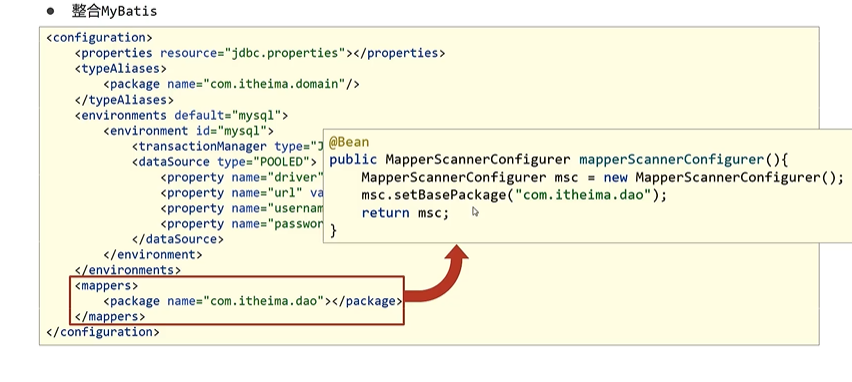 ● 整合MyBatis
<configuration>
<properties resource="jdbc.properties"></properties>
<typeAliases>
<package name="com.itheima.domain"/>
</typeAliases>
<environments default="mysql">
<environment id="mysql">
<transactionManager type="J
<dataSource type="POOLED">
<property name="driver"
<property name="url" va
<property name="usernam
<property name="passwor
</dataSource>
</environment>
</environments>
<mappers>
<package name="com.itheima.dao"></package>
</mappers>
</configuration>
@Bean
public MapperScannerConfigurer mapperScannerConfigurer(){
MapperScannerConfigurer msc = new MapperScannerConfigurer();
msc.setBasePackage("com.itheima.dao");
return msc;
}